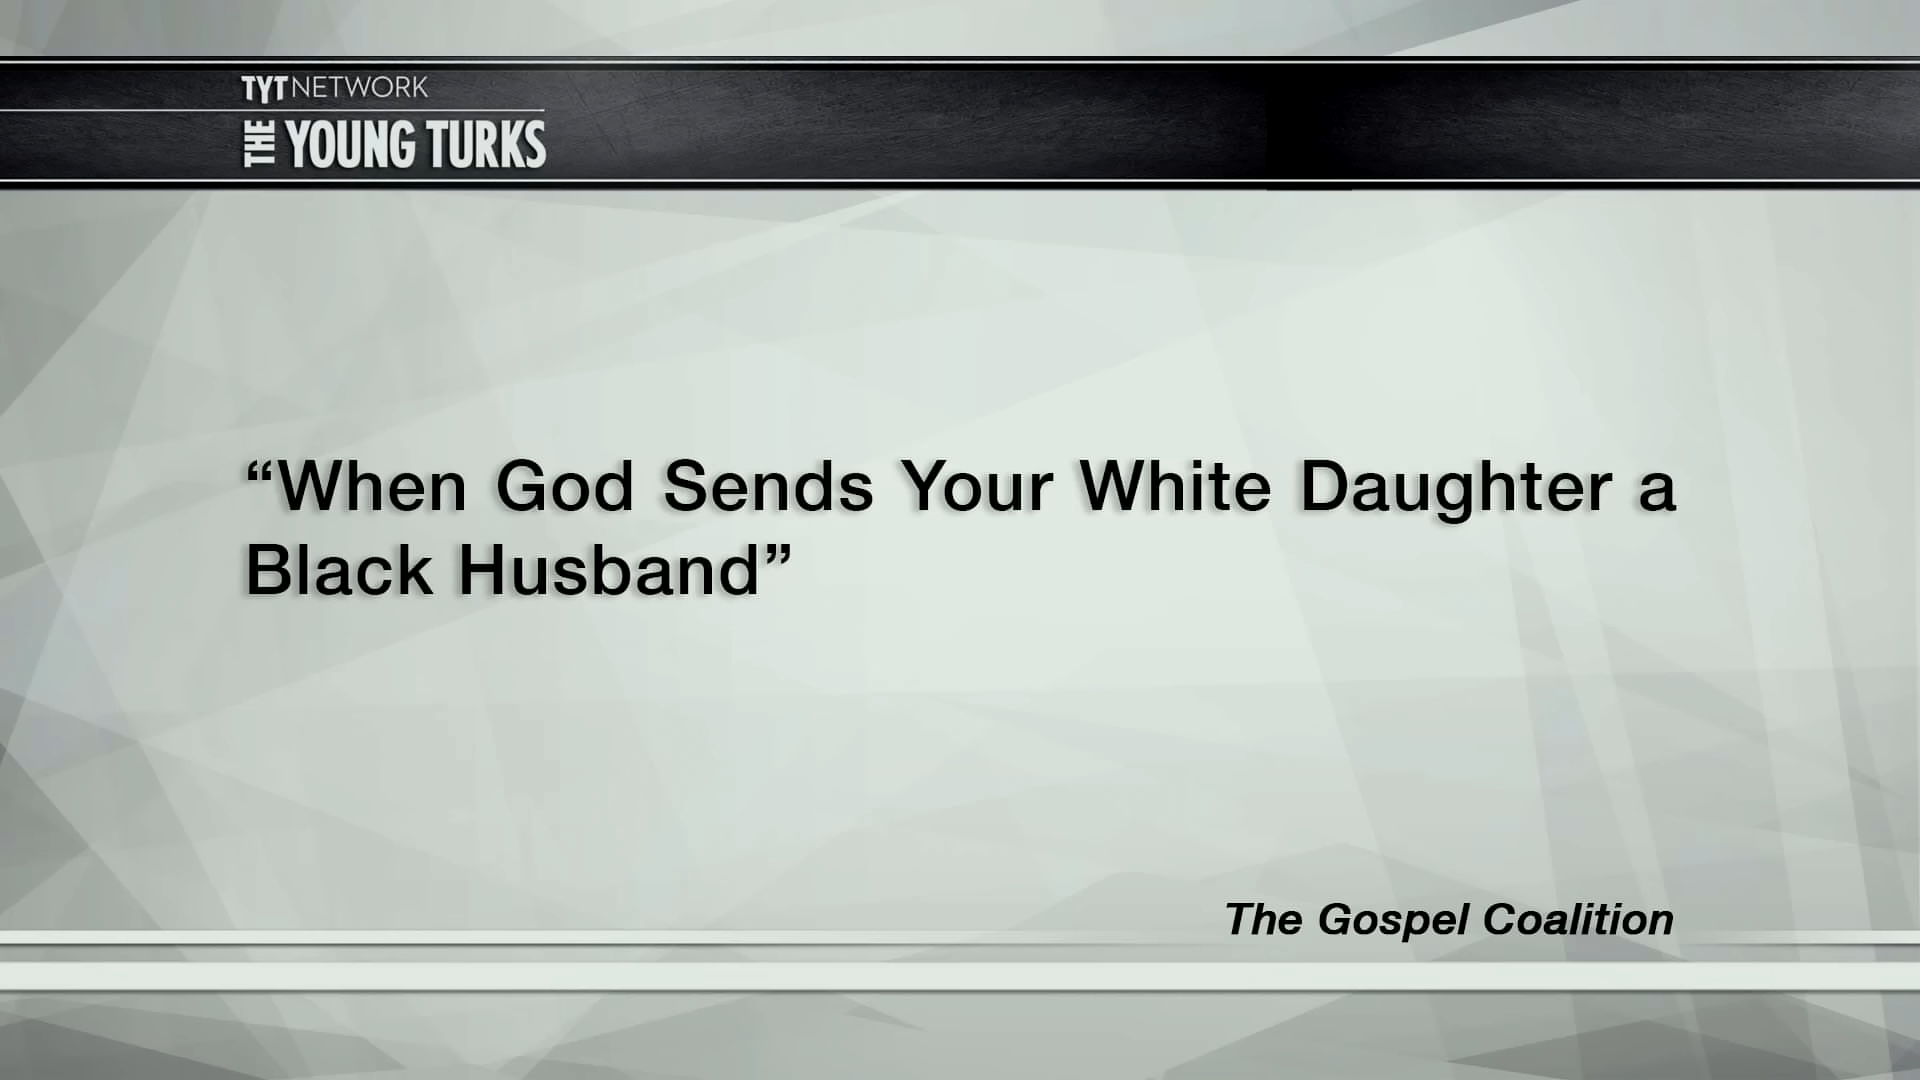 TYT NETWORK
THE YOUNG TURKS
“When God Sends Your White Daughter a
Black Husband”
The Gospel Coalition